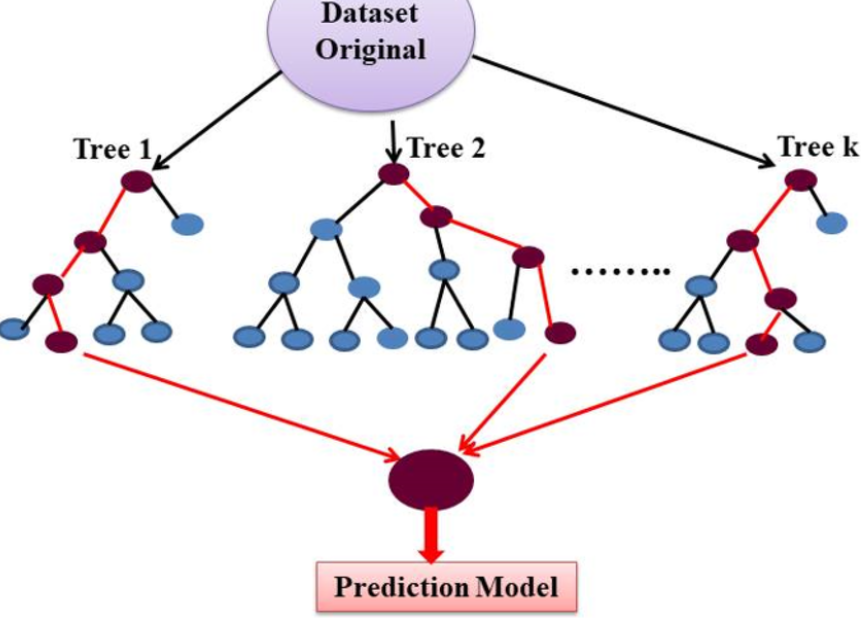 Dataset
Original
Tree 1
Tree 2
Tree k
Prediction Model